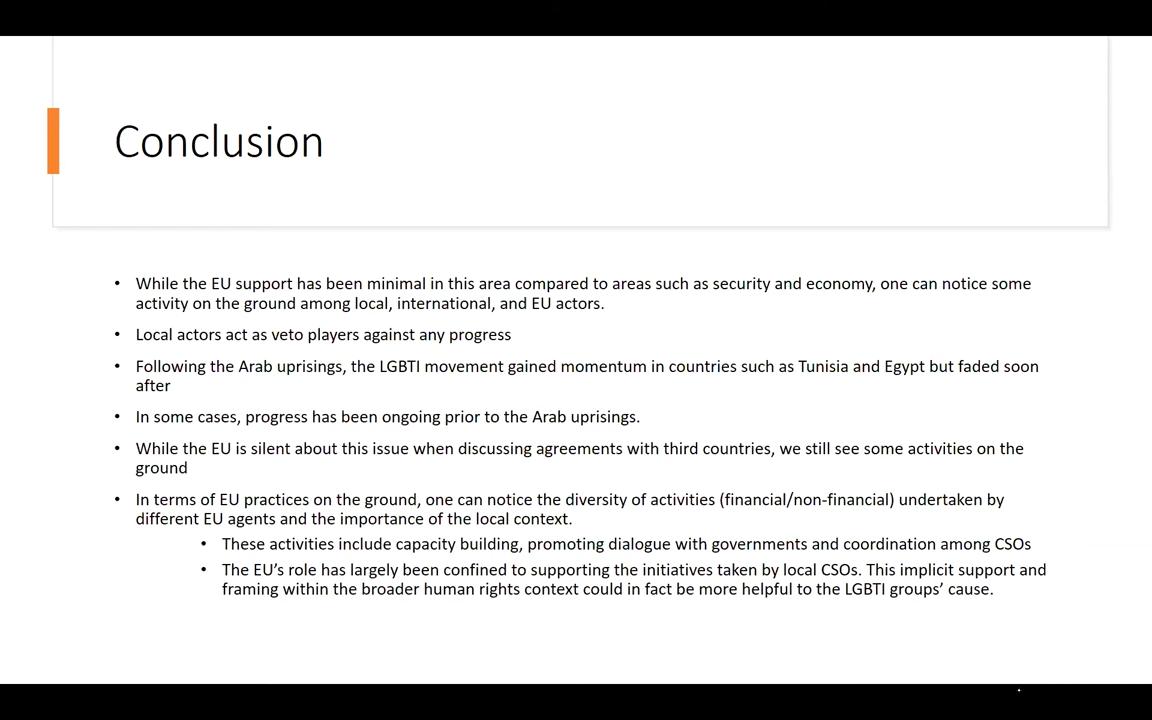 Conclusion
• While the EU support has been minimal in this area compared to areas such as security and economy, one can notice some
activity on the ground among local, international, and EU actors.
• Local actors act as veto players against any progress
• Following the Arab uprisings, the LGBTI movement gained momentum in countries such as Tunisia and Egypt but faded soon
after
• In some cases, progress has been ongoing prior to the Arab uprisings.
• While the EU is silent about this issue when discussing agreements with third countries, we still see some activities on the
ground
• In terms of EU practices on the ground, one can notice the diversity of activities (financial/non-financial) undertaken by
different EU agents and the importance of the local context.
• These activities include capacity building, promoting dialogue with governments and coordination among CSOs
• The EU’s role has largely been confined to supporting the initiatives taken by local CSOs. This implicit support and
framing within the broader human rights context could in fact be more helpful to the LGBTI groups’ cause.